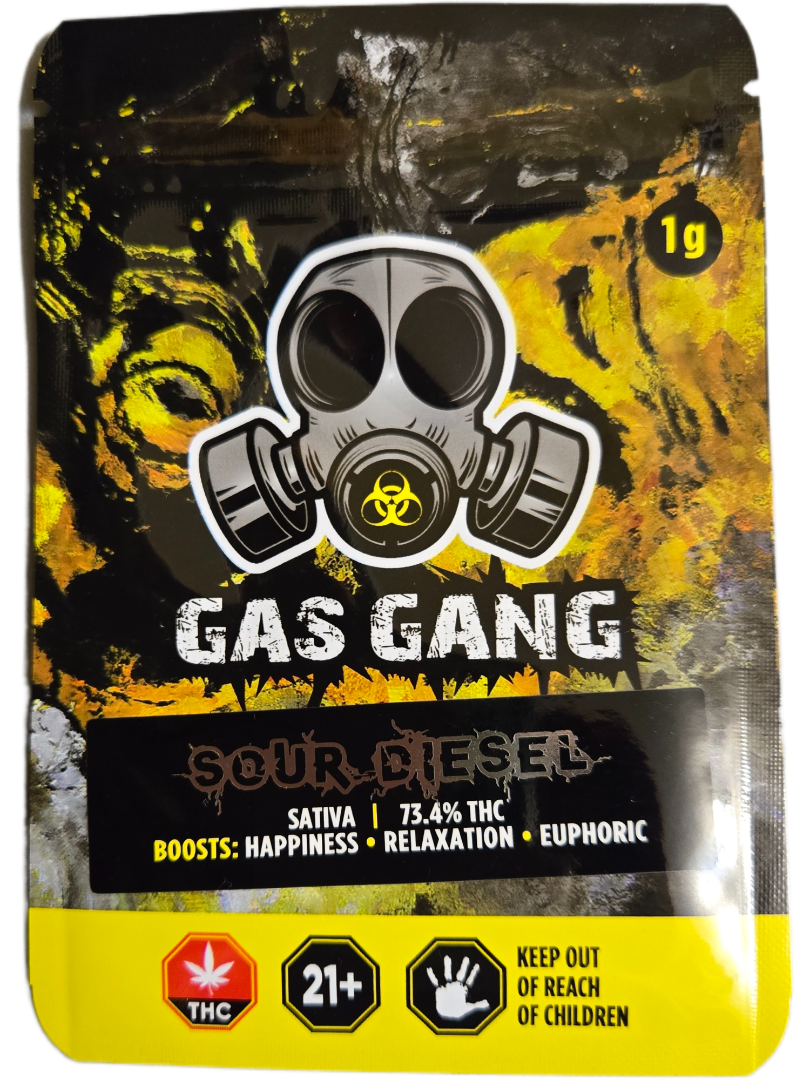 1g
GAS GANG
SOUR DIESEL
SATIVA | 73.4% THC
BOOSTS: HAPPINESS • RELAXATION • EUPHORIC
THC
21+
KEEP OUT
OF REACH
OF CHILDREN